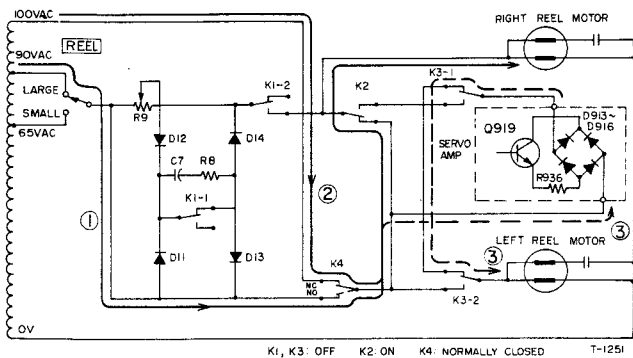 100VAC
RIGHT REEL MOTOR
REEL
90VAC
K1-2
K2
K3-1
LARGE
R9
SMALL
65VAC
D12
D14
D913~
D916
Q919
SERVO
AMP
C7
R8
R936
K1-1
②
①
③
③
LEFT REEL MOTOR
D11
D13
K4
NC
NO
K3-2
0V
K1, K3: OFF K2: ON K4: NORMALLY CLOSED T-1251